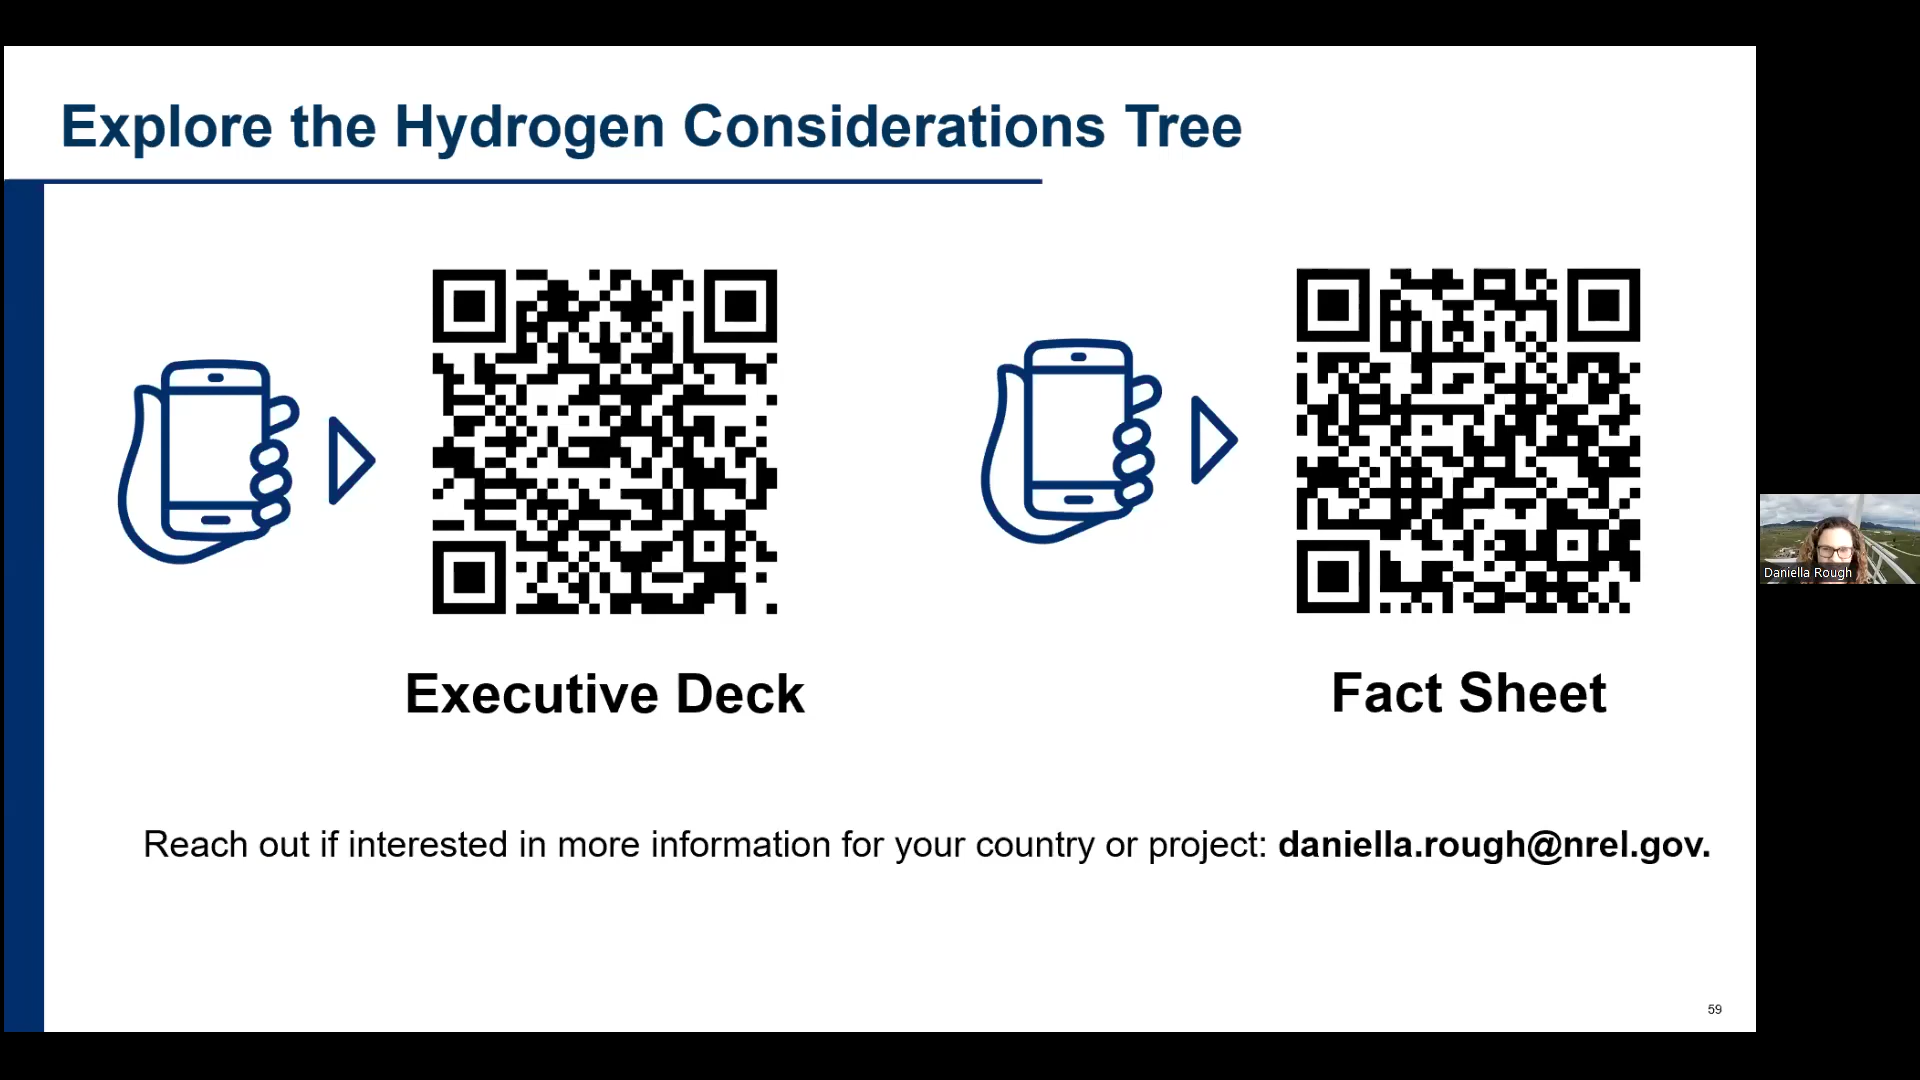 Explore the Hydrogen Considerations Tree
Executive Deck
Fact Sheet
Reach out if interested in more information for your country or project: daniella.rough@nrel.gov.
59
Daniella Rough